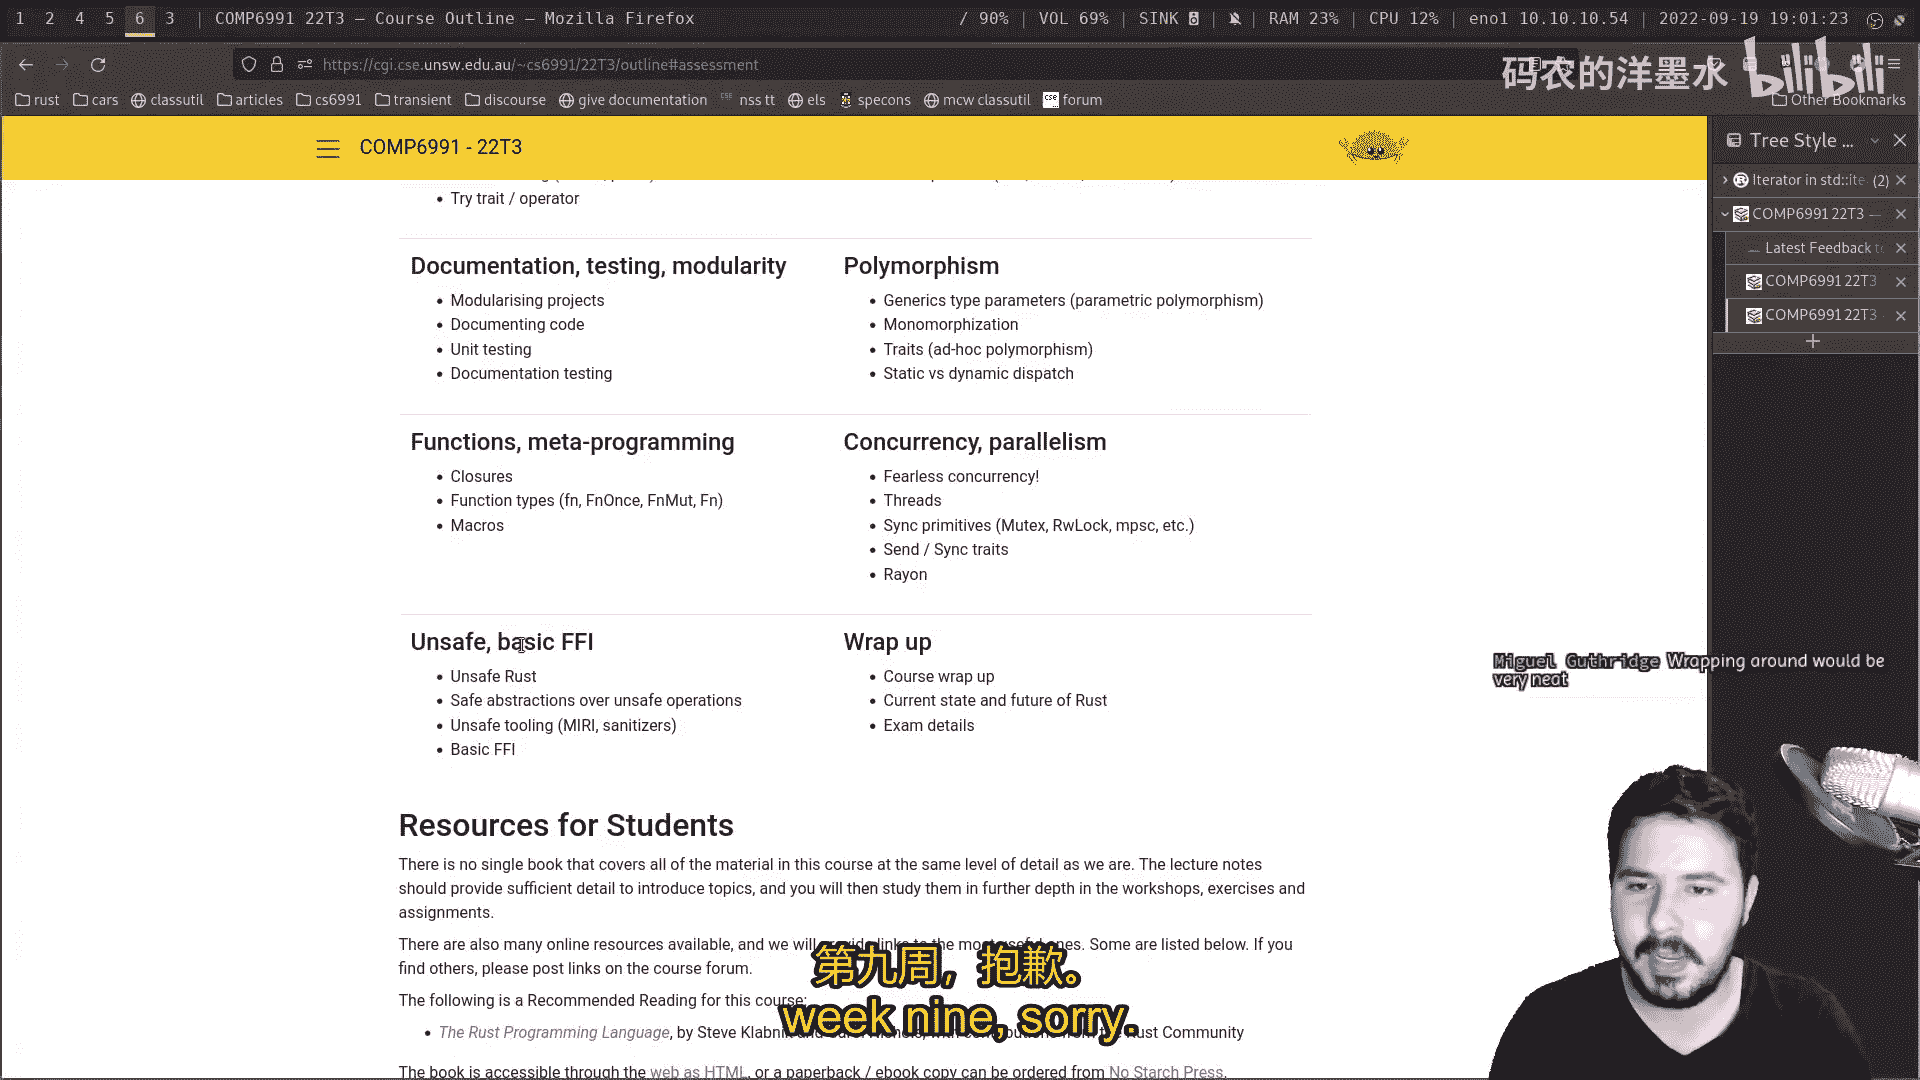 1 2 4 5 6 3 | COMP6991 22T3 — Course Outline — Mozilla Firefox
/ 90% | VOL 69% | SINK | | RAM 23% | CPU 12% | eno1 10.10.10.54 | 2022-09-19 19:01:23
https://cgi.cse.unsw.edu.au/~cs6991/22T3/outline#assessment
码农的洋墨水 bilibili
rust cars classutil articles cs6991 transient discourse give documentation nss tt els specons mcw classutil forum
Other Bookmarks
COMP6991 - 22T3
Tree Style ...
Iterator in std::ite (2)
COMP6991 22T3 —
Latest Feedback to
COMP6991 22T3
COMP6991 22T3
Try trait / operator
Documentation, testing, modularity
Modularising projects
Documenting code
Unit testing
Documentation testing
Polymorphism
Generics type parameters (parametric polymorphism)
Monomorphization
Traits (ad-hoc polymorphism)
Static vs dynamic dispatch
Functions, meta-programming
Closures
Function types (fn, FnOnce, FnMut, Fn)
Macros
Concurrency, parallelism
Fearless concurrency!
Threads
Sync primitives (Mutex, RwLock, mpsc, etc.)
Send / Sync traits
Rayon
Unsafe, basic FFI
Unsafe Rust
Safe abstractions over unsafe operations
Unsafe tooling (MIRI, sanitizers)
Basic FFI
Wrap up
Course wrap up
Current state and future of Rust
Exam details
Miguel Guthridge Wrapping around would be
very neat
Resources for Students
There is no single book that covers all of the material in this course at the same level of detail as we are. The lecture notes
should provide sufficient detail to introduce topics, and you will then study them in further depth in the workshops, exercises and
assignments.
There are also many online resources available, and we will provide links to the most useful ones. Some are listed below. If you
find others, please post links on the course forum.
The following is a Recommended Reading for this course:
The Rust Programming Language, by Steve Klabnik and Rust Community
The book is accessible through the web as HTML, or a paperback / ebook copy can be ordered from No Starch Press.
第九周，抱歉。
week nine, sorry.